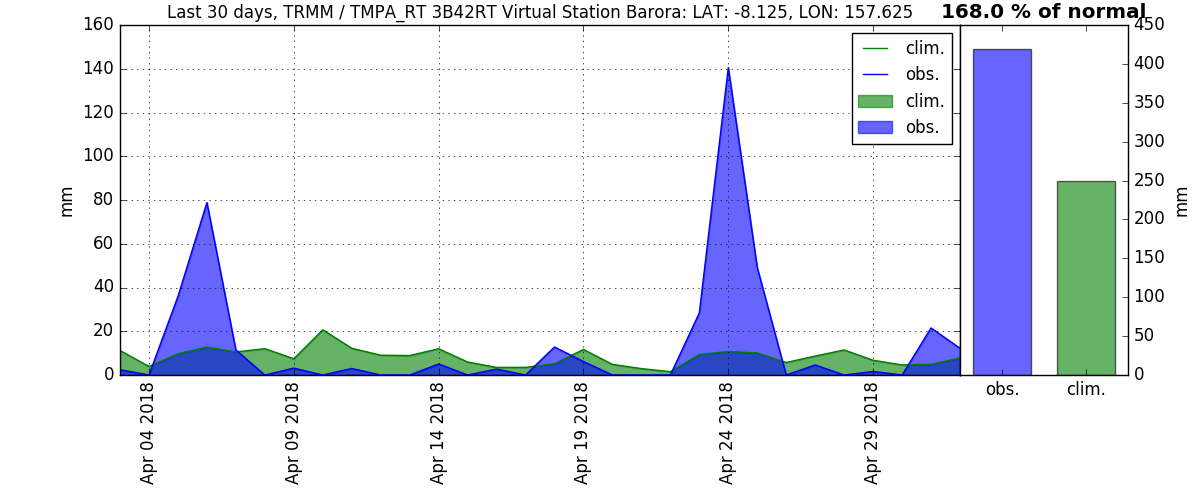 Last 30 days, TRMM / TMPA_RT 3B42RT Virtual Station Barora: LAT: -8.125, LON: 157.625
168.0 % of normal
160
140
120
100
80
60
40
20
0
mm
clim.
obs.
clim.
obs.
Apr 04 2018
Apr 09 2018
Apr 14 2018
Apr 19 2018
Apr 24 2018
Apr 29 2018
450
400
350
300
250
200
150
100
50
0
mm
obs.
clim.